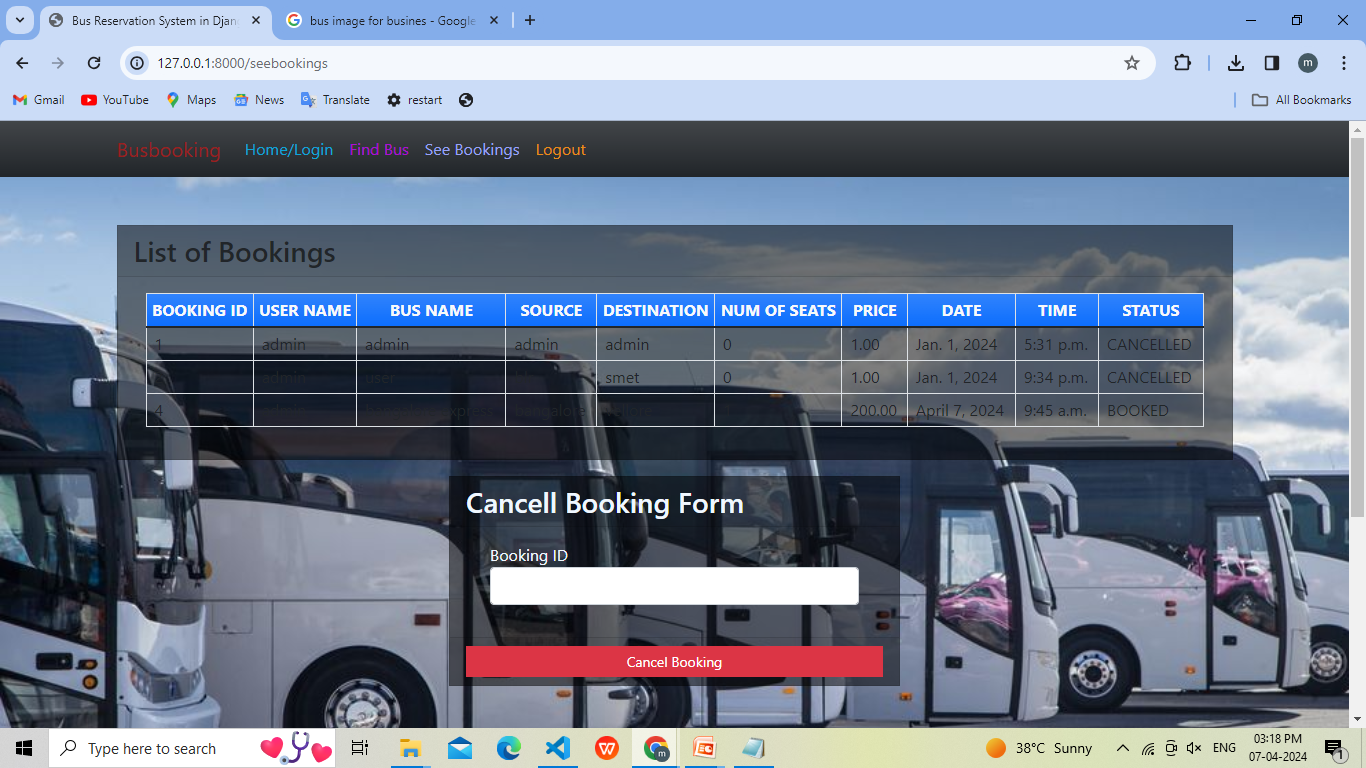 Bus Reservation System in Djan
bus image for busines - Google
127.0.0.1:8000/seebookings
m
Gmail YouTube Maps News Translate restart All Bookmarks
Busbooking Home/Login Find Bus See Bookings Logout
List of Bookings
BOOKING ID USER NAME BUS NAME SOURCE DESTINATION NUM OF SEATS PRICE DATE TIME STATUS
1 admin admin admin admin 0 1.00 Jan. 1, 2024 5:31 p.m. CANCELLED
admin user smet 0 1.00 Jan. 1, 2024 9:34 p.m. CANCELLED
4 bangalore 200.00 April 7, 2024 9:45 a.m. BOOKED
Cancell Booking Form
Booking ID
Cancel Booking
Type here to search
38°C Sunny
ENG
03:18 PM
07-04-2024
1